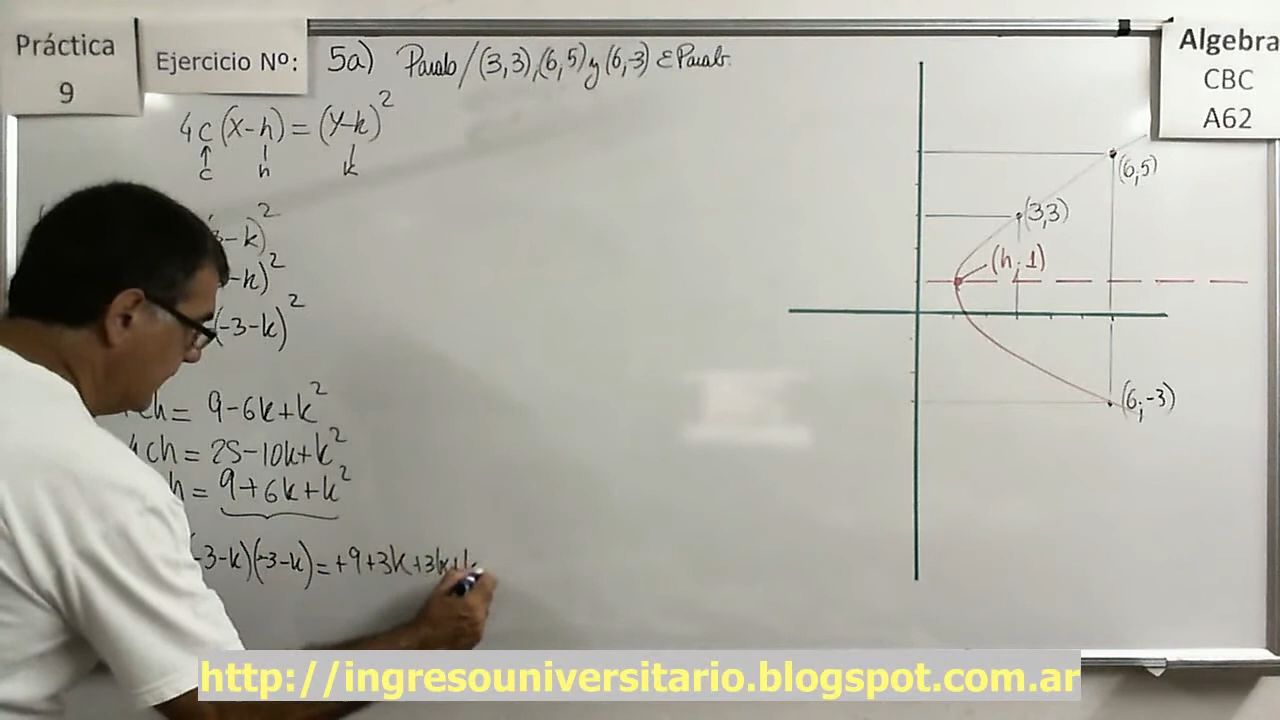 Práctica
9
Ejercicio Nº:
5a) Parab/(3,3),(6,5) y (6,-3) ∈ Parab.
Algebra
CBC
A62
4c(x-h)=(y-k)²
c h k
-k)²
-k)²
(-3-k)²
ch= 9-6k+k²
4ch= 25-10k+k²
h= 9+6k+k²
-3-k)(-3-k)=+9+3k+3k+k
(6;5)
(3,3)
(h;1)
(6;-3)
http://ingresouniversitario.blogspot.com.ar